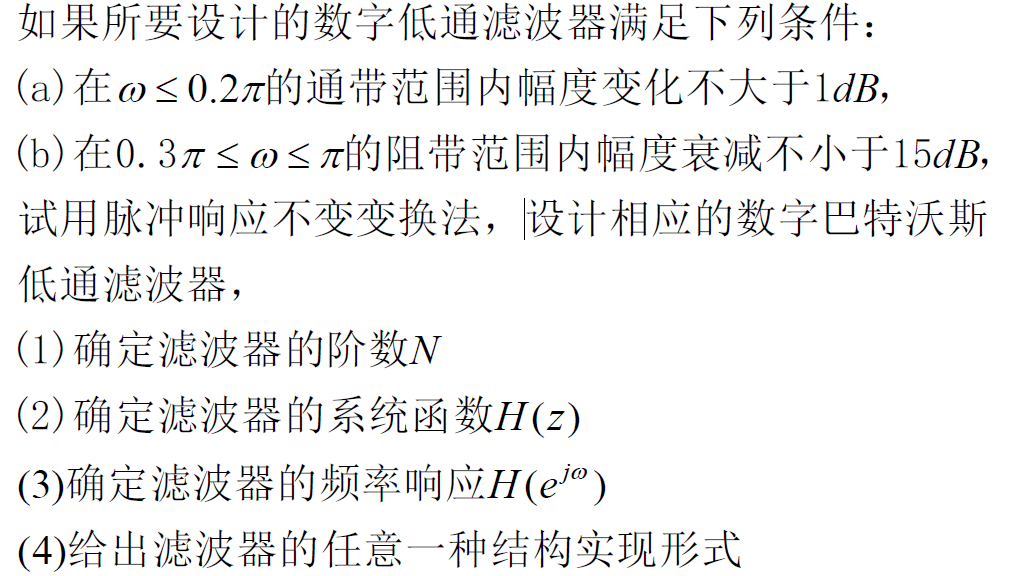 如果所要设计的数字低通滤波器满足下列条件：
(a)在ω≤0.2π的通带范围内幅度变化不大于1dB，
(b)在0.3π≤ω≤π的阻带范围内幅度衰减不小于15dB，
试用脉冲响应不变变换法，设计相应的数字巴特沃斯
低通滤波器，
(1)确定滤波器的阶数N
(2)确定滤波器的系统函数H(z)
(3)确定滤波器的频率响应H(e^{jω})
(4)给出滤波器的任意一种结构实现形式